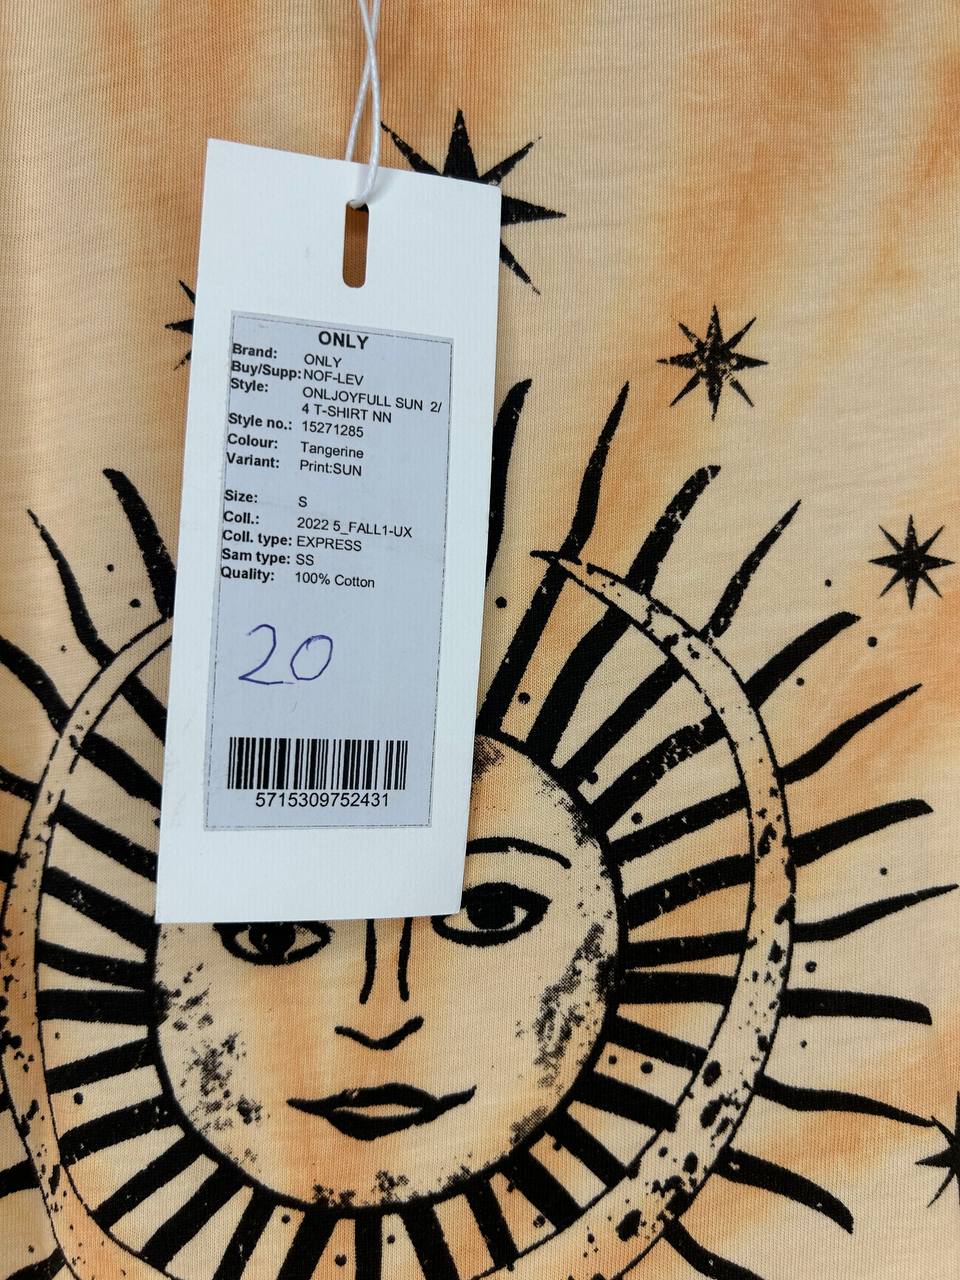 ONLY
Brand: ONLY
Buy/Supp: NOF-LEV
Style: ONLJOYFULL SUN 2/
4 T-SHIRT NN
Style no.: 15271285
Colour: Tangerine
Variant: Print:SUN
Size: S
Coll.: 2022 5_FALL1-UX
Coll. type: EXPRESS
Sam type: SS
Quality: 100% Cotton
20
5715309752431